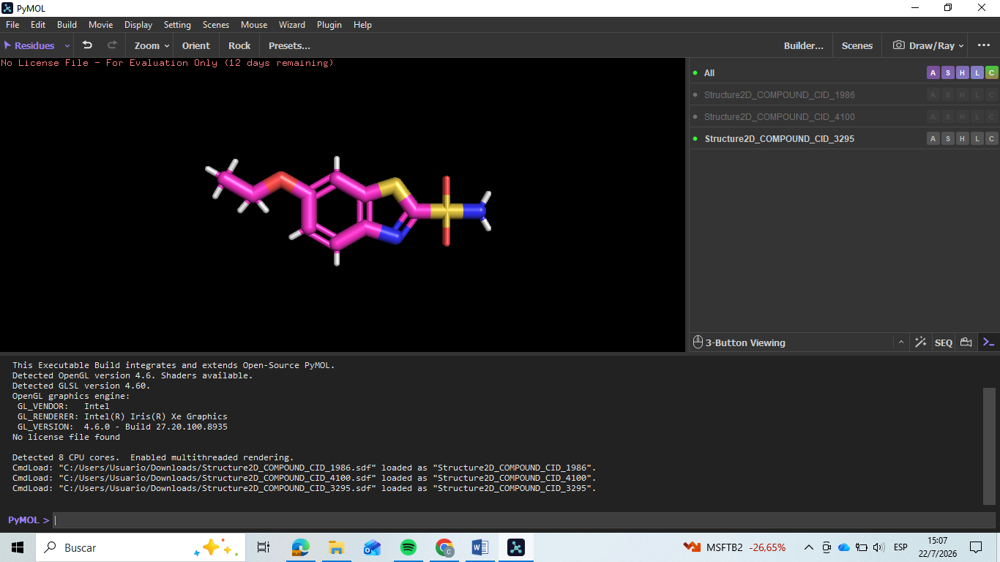 PyMOL
File Edit Build Movie Display Setting Scenes Mouse Wizard Plugin Help
Residues Zoom Orient Rock Presets... Builder... Scenes Draw/Ray
No License File - For Evaluation Only (12 days remaining)
All A S H L C
Structure2D_COMPOUND_CID_1986 A S H L C
Structure2D_COMPOUND_CID_4100 A S H L C
Structure2D_COMPOUND_CID_3295 A S H L C
3-Button Viewing SEQ
This Executable Build integrates and extends Open-Source PyMOL.
Detected OpenGL version 4.6. Shaders available.
Detected GLSL version 4.60.
OpenGL graphics engine:
GL_VENDOR: Intel
GL_RENDERER: Intel(R) Iris(R) Xe Graphics
GL_VERSION: 4.6.0 - Build 27.20.100.8935
No license file found
Detected 8 CPU cores. Enabled multithreaded rendering.
CmdLoad: "C:/Users/Usuario/Downloads/Structure2D_COMPOUND_CID_1986.sdf" loaded as "Structure2D_COMPOUND_CID_1986".
CmdLoad: "C:/Users/Usuario/Downloads/Structure2D_COMPOUND_CID_4100.sdf" loaded as "Structure2D_COMPOUND_CID_4100".
CmdLoad: "C:/Users/Usuario/Downloads/Structure2D_COMPOUND_CID_3295.sdf" loaded as "Structure2D_COMPOUND_CID_3295".
PyMOL >
Buscar MSFTB2 -26,65% ESP 15:07
22/7/2026